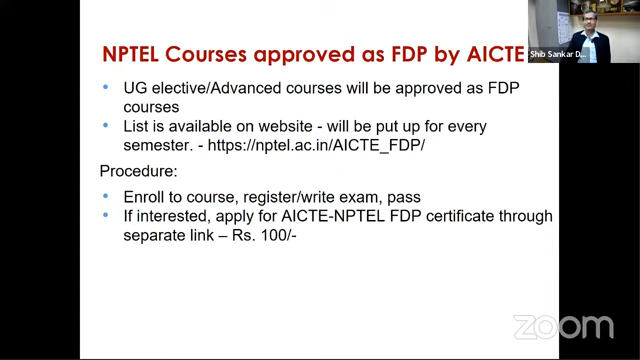 NPTEL Courses approved as FDP by AICTE
Shib Sankar D...
• UG elective/Advanced courses will be approved as FDP
courses
• List is available on website - will be put up for every
semester. - https://nptel.ac.in/AICTE_FDP/
Procedure:
• Enroll to course, register/write exam, pass
• If interested, apply for AICTE-NPTEL FDP certificate through
separate link – Rs. 100/-
zoom